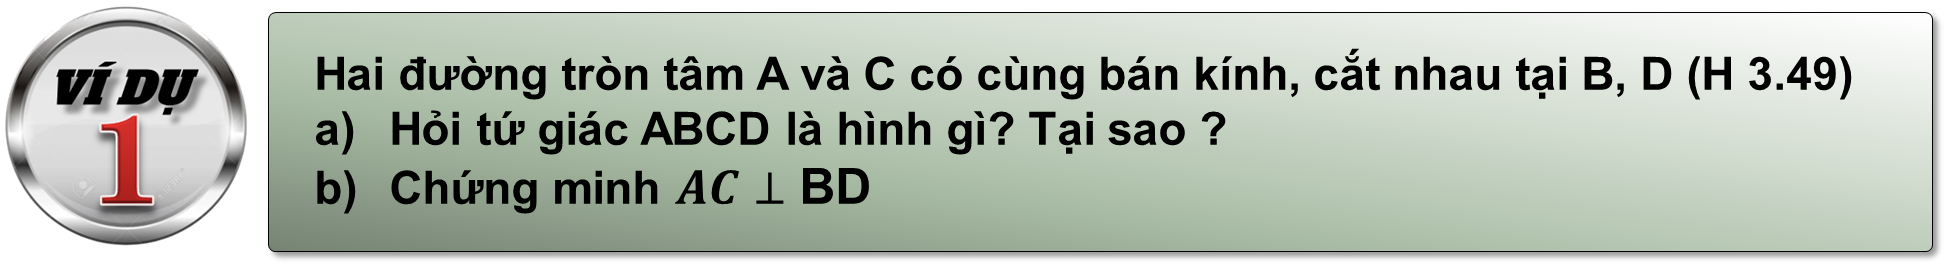 VÍ DỤ
1
Hai đường tròn tâm A và C có cùng bán kính, cắt nhau tại B, D (H 3.49)
a) Hỏi tứ giác ABCD là hình gì? Tại sao ?
b) Chứng minh 𝑨𝑪 ⊥ BD